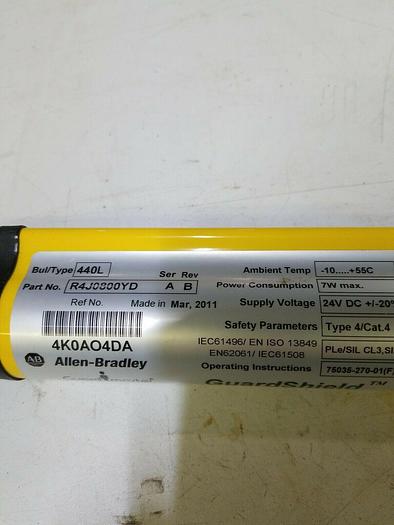 Bul/Type 440L
Ser Rev
Part No. R4J0800YD A B
Ref No. Made in Mar, 2011
4K0AO4DA
AB Allen-Bradley
Ambient Temp -10.....+55C
Power Consumption 7W max.
Supply Voltage 24V DC +/-20%
Safety Parameters Type 4/Cat.4
IEC61496/ EN ISO 13849
EN62061/ IEC61508
PLe/SIL CL3,SI
Operating Instructions 75035-270-01(F)
GuardShield™